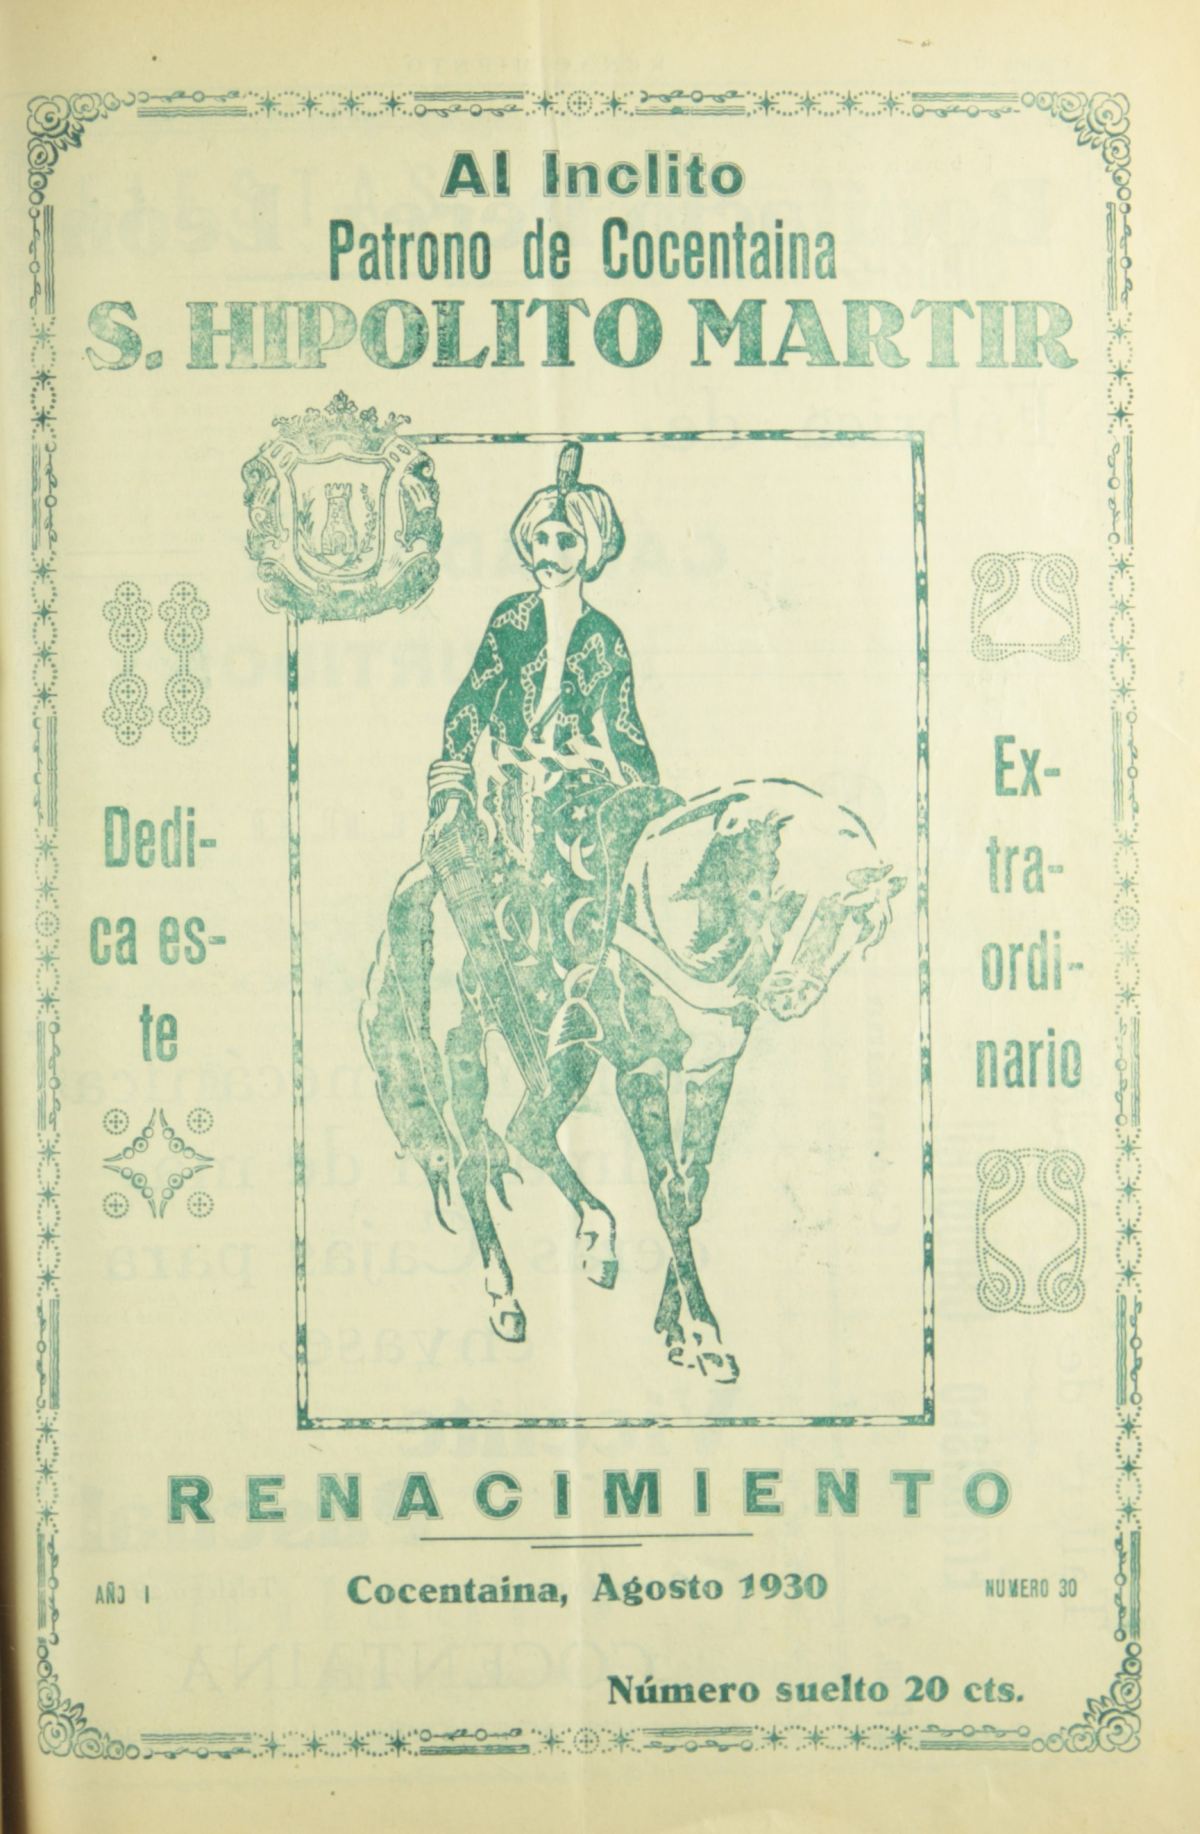 Al Inclito
Patrono de Cocentaina
S. HIPOLITO MARTIR
Dedi-
ca es-
te
Ex-
tra-
ordi-
nario
RENACIMIENTO
AÑO I
Cocentaina, Agosto 1930
NUMERO 30
Número suelto 20 cts.